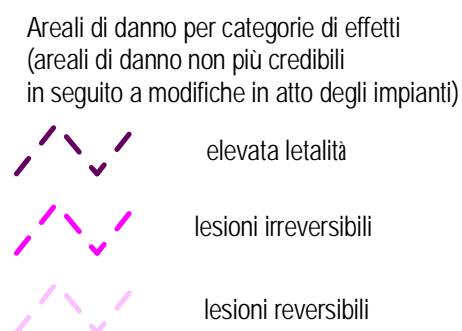 Areali di danno per categorie di effetti
(areali di danno non più credibili
in seguito a modifiche in atto degli impianti)
elevata letalità
lesioni irreversibili
lesioni reversibili